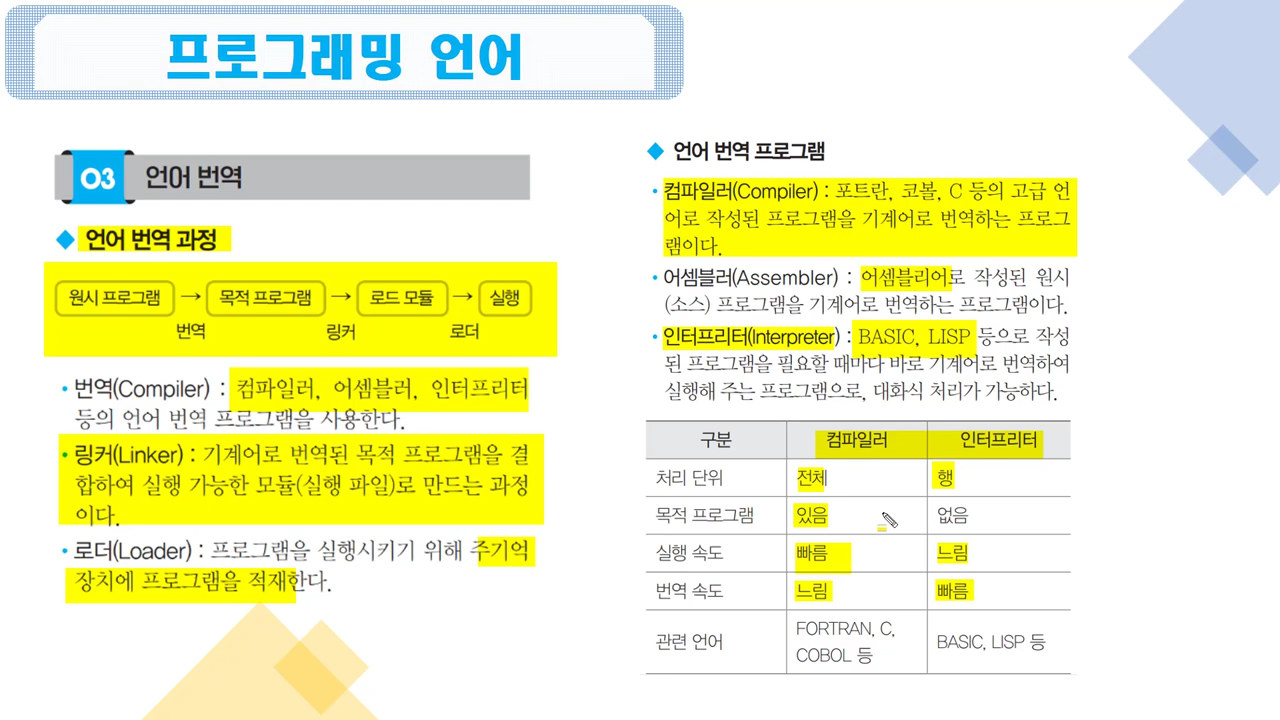 프로그래밍 언어
03 언어 번역
◆ 언어 번역 과정
원시 프로그램 → 목적 프로그램 → 로드 모듈 → 실행
번역 링커 로더
• 번역(Compiler) : 컴파일러, 어셈블러, 인터프리터
등의 언어 번역 프로그램을 사용한다.
• 링커(Linker) : 기계어로 번역된 목적 프로그램을 결
합하여 실행 가능한 모듈(실행 파일)로 만드는 과정
이다.
• 로더(Loader) : 프로그램을 실행시키기 위해 주기억
장치에 프로그램을 적재한다.
◆ 언어 번역 프로그램
• 컴파일러(Compiler) : 포트란, 코볼, C 등의 고급 언
어로 작성된 프로그램을 기계어로 번역하는 프로그
램이다.
• 어셈블러(Assembler) : 어셈블리어로 작성된 원시
(소스) 프로그램을 기계어로 번역하는 프로그램이다.
• 인터프리터(Interpreter) : BASIC, LISP 등으로 작성
된 프로그램을 필요할 때마다 바로 기계어로 번역하여
실행해 주는 프로그램으로, 대화식 처리가 가능하다.
구분 컴파일러 인터프리터
처리 단위 전체 행
목적 프로그램 있음 없음
실행 속도 빠름 느림
번역 속도 느림 빠름
관련 언어 FORTRAN, C, COBOL 등 BASIC, LISP 등